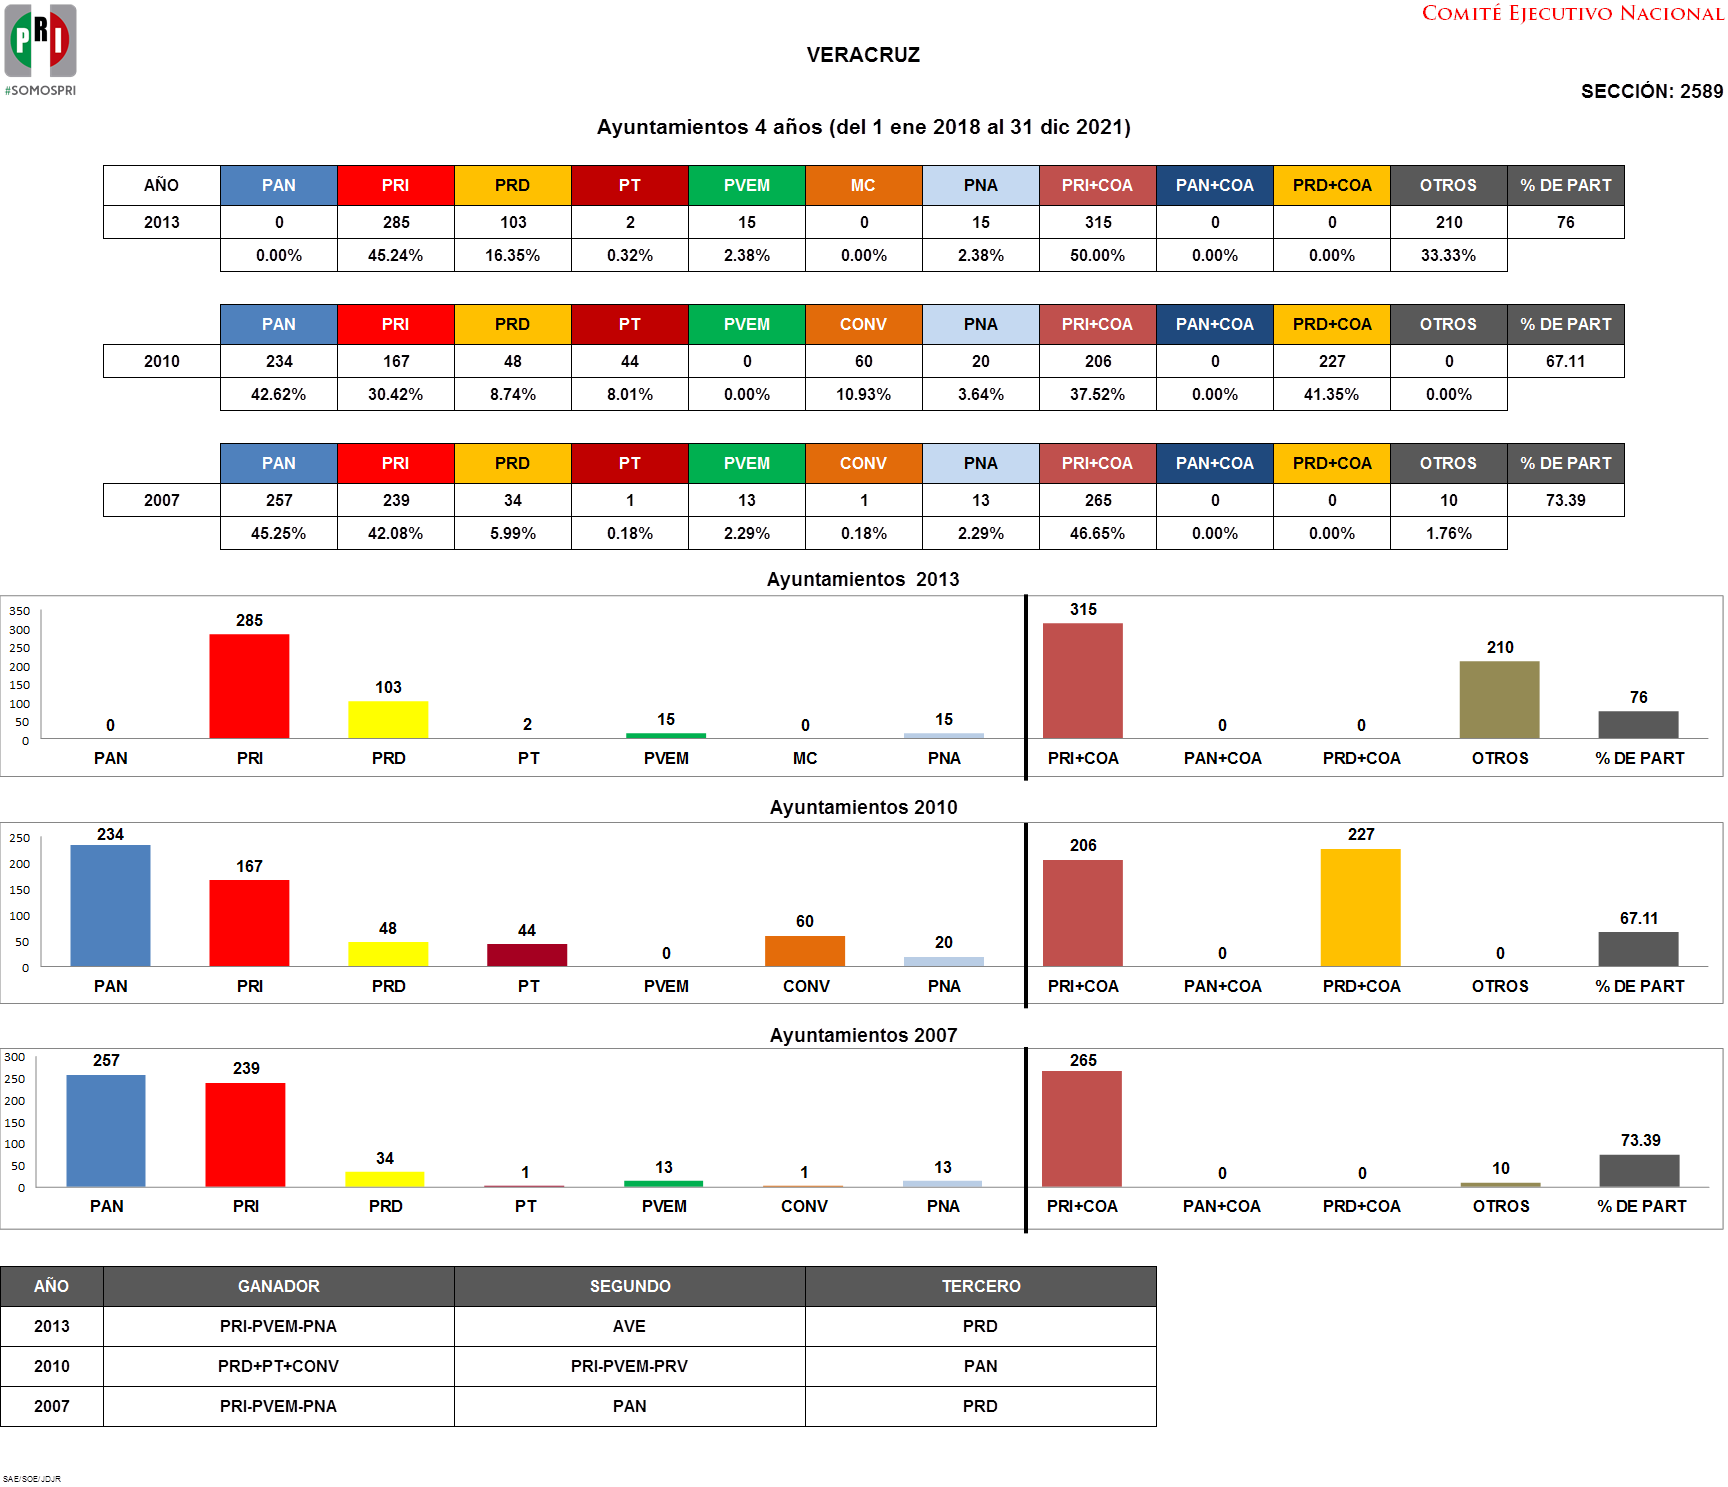 PRI
#SOMOSPRI
COMITÉ EJECUTIVO NACIONAL
VERACRUZ
SECCIÓN: 2589
Ayuntamientos 4 años (del 1 ene 2018 al 31 dic 2021)
AÑO PAN PRI PRD PT PVEM MC PNA PRI+COA PAN+COA PRD+COA OTROS % DE PART
2013 0 285 103 2 15 0 15 315 0 0 210 76
0.00% 45.24% 16.35% 0.32% 2.38% 0.00% 2.38% 50.00% 0.00% 0.00% 33.33%
PAN PRI PRD PT PVEM CONV PNA PRI+COA PAN+COA PRD+COA OTROS % DE PART
2010 234 167 48 44 0 60 20 206 0 227 0 67.11
42.62% 30.42% 8.74% 8.01% 0.00% 10.93% 3.64% 37.52% 0.00% 41.35% 0.00%
PAN PRI PRD PT PVEM CONV PNA PRI+COA PAN+COA PRD+COA OTROS % DE PART
2007 257 239 34 1 13 1 13 265 0 0 10 73.39
45.25% 42.08% 5.99% 0.18% 2.29% 0.18% 2.29% 46.65% 0.00% 0.00% 1.76%
Ayuntamientos 2013
350
300
250
200
150
100
50
0
0 285 103 2 15 0 15 315 0 0 210 76
PAN PRI PRD PT PVEM MC PNA PRI+COA PAN+COA PRD+COA OTROS % DE PART
Ayuntamientos 2010
250
200
150
100
50
0
234 167 48 44 0 60 20 206 0 227 0 67.11
PAN PRI PRD PT PVEM CONV PNA PRI+COA PAN+COA PRD+COA OTROS % DE PART
Ayuntamientos 2007
300
250
200
150
100
50
0
257 239 34 1 13 1 13 265 0 0 10 73.39
PAN PRI PRD PT PVEM CONV PNA PRI+COA PAN+COA PRD+COA OTROS % DE PART
AÑO GANADOR SEGUNDO TERCERO
2013 PRI-PVEM-PNA AVE PRD
2010 PRD+PT+CONV PRI-PVEM-PRV PAN
2007 PRI-PVEM-PNA PAN PRD
SAE/SOE/JDJR